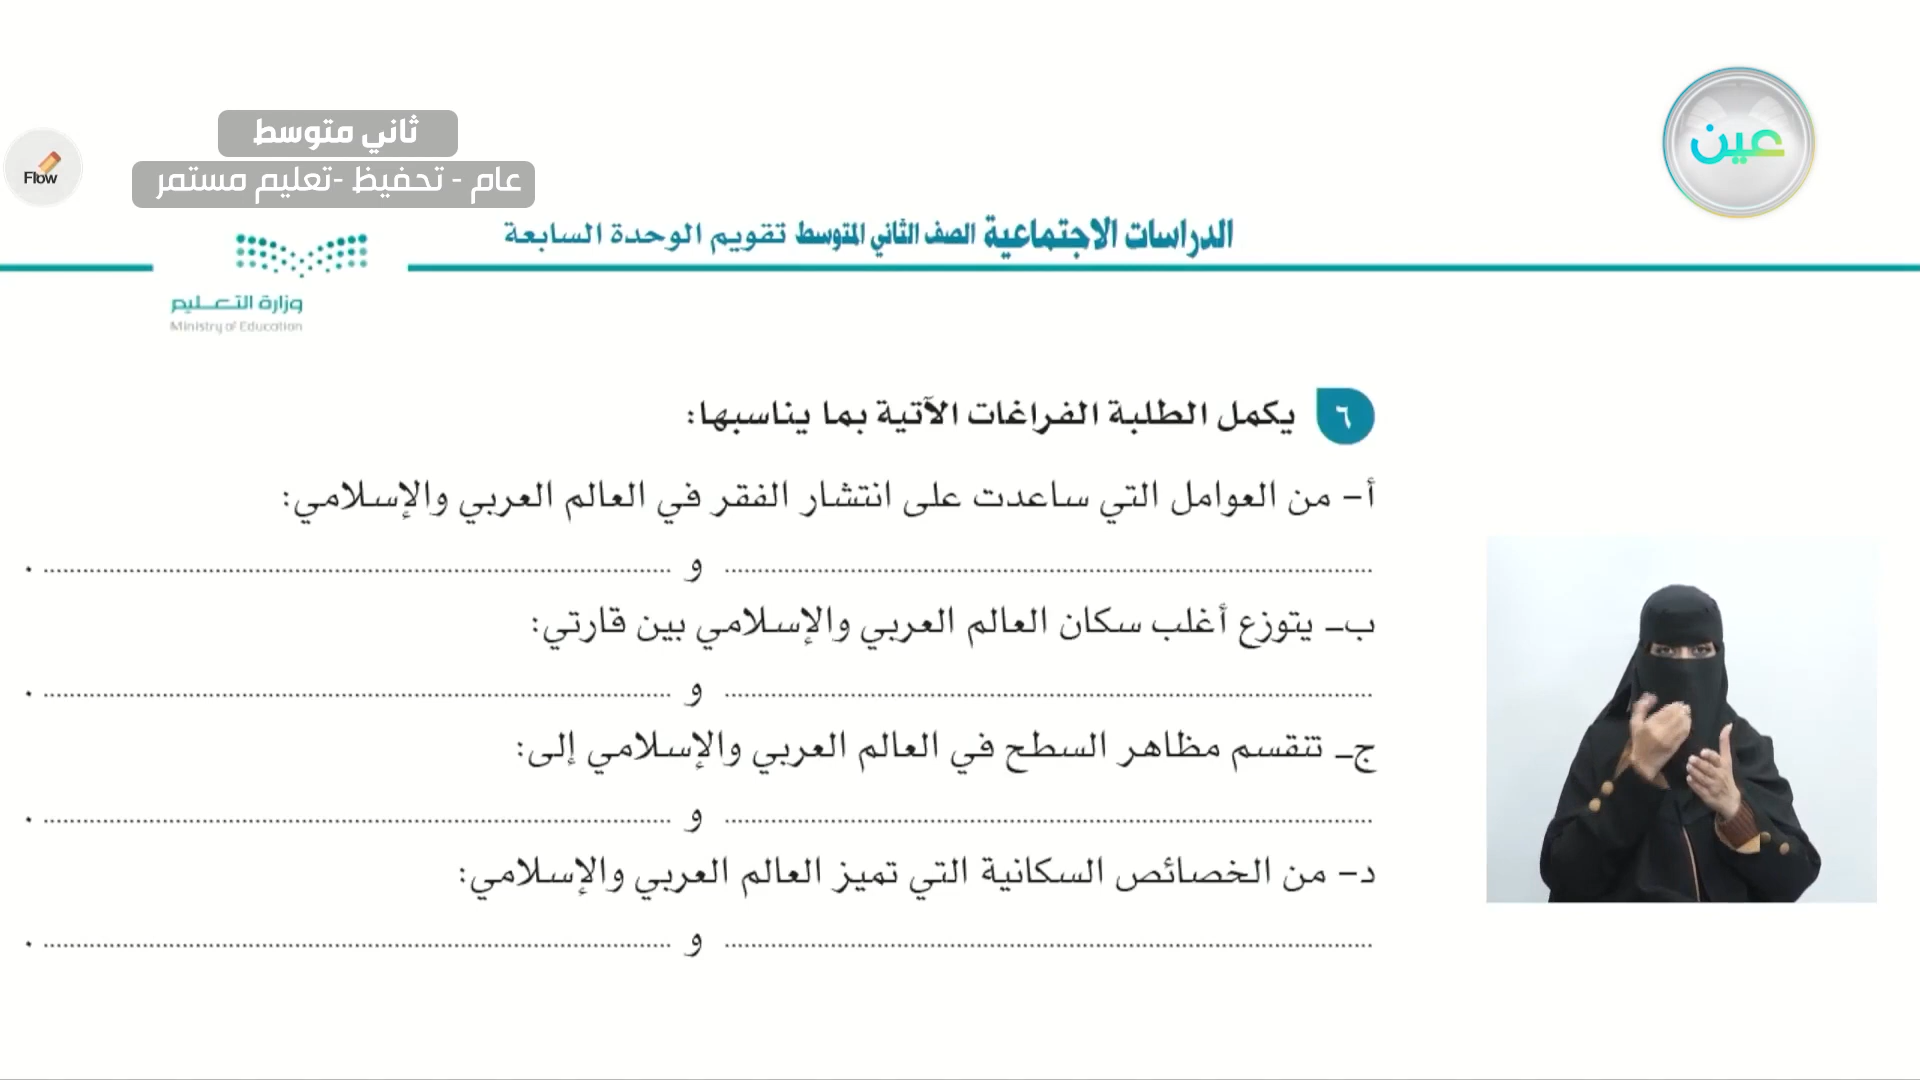 عين
ثاني متوسط
عام - تحفيظ -تعليم مستمر
Flow
الدراسات الاجتماعية الصف الثاني المتوسط تقويم الوحدة السابعة
وزارة التعليم
Ministry of Education
٦ يكمل الطلبة الفراغات الآتية بما يناسبها:
أ- من العوامل التي ساعدت على انتشار الفقر في العالم العربي والإسلامي:
........................ و ........................ .
ب- يتوزع أغلب سكان العالم العربي والإسلامي بين قارتي:
........................ و ........................ .
ج- تنقسم مظاهر السطح في العالم العربي والإسلامي إلى:
........................ و ........................ .
د- من الخصائص السكانية التي تميز العالم العربي والإسلامي:
........................ و ........................ .